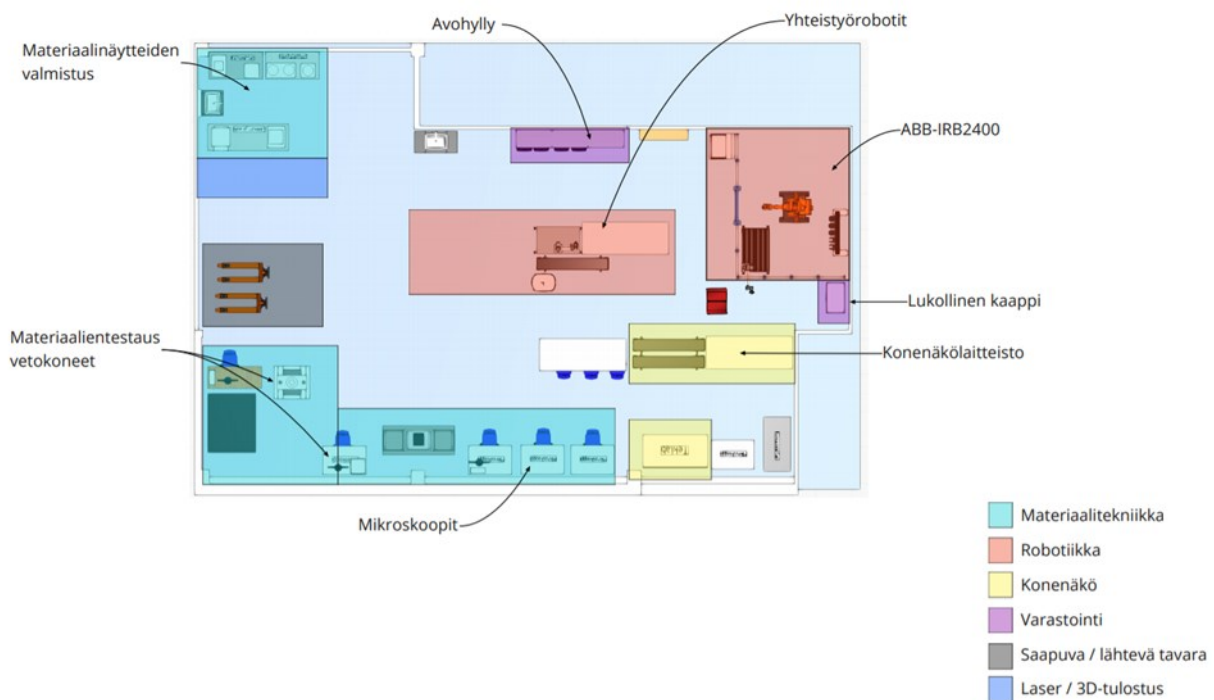 Avohylly
Yhteistyörobotit
Materiaalinäytteiden
valmistus
ABB-IRB2400
Lukollinen kaappi
Materiaalientestaus
vetokoneet
Konenäkölaitteisto
Mikroskoopit
Materiaalitekniikka
Robotiikka
Konenäkö
Varastointi
Saapuva / lähtevä tavara
Laser / 3D-tulostus